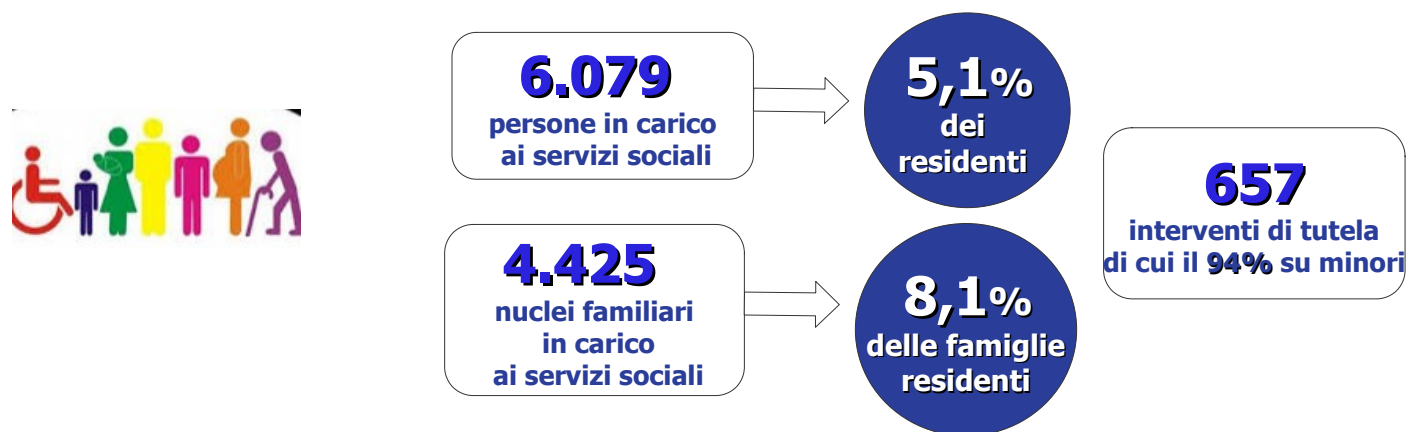 6.079
persone in carico
ai servizi sociali
5,1%
dei
residenti
4.425
nuclei familiari
in carico
ai servizi sociali
8,1%
delle famiglie
residenti
657
interventi di tutela
di cui il 94% su minori